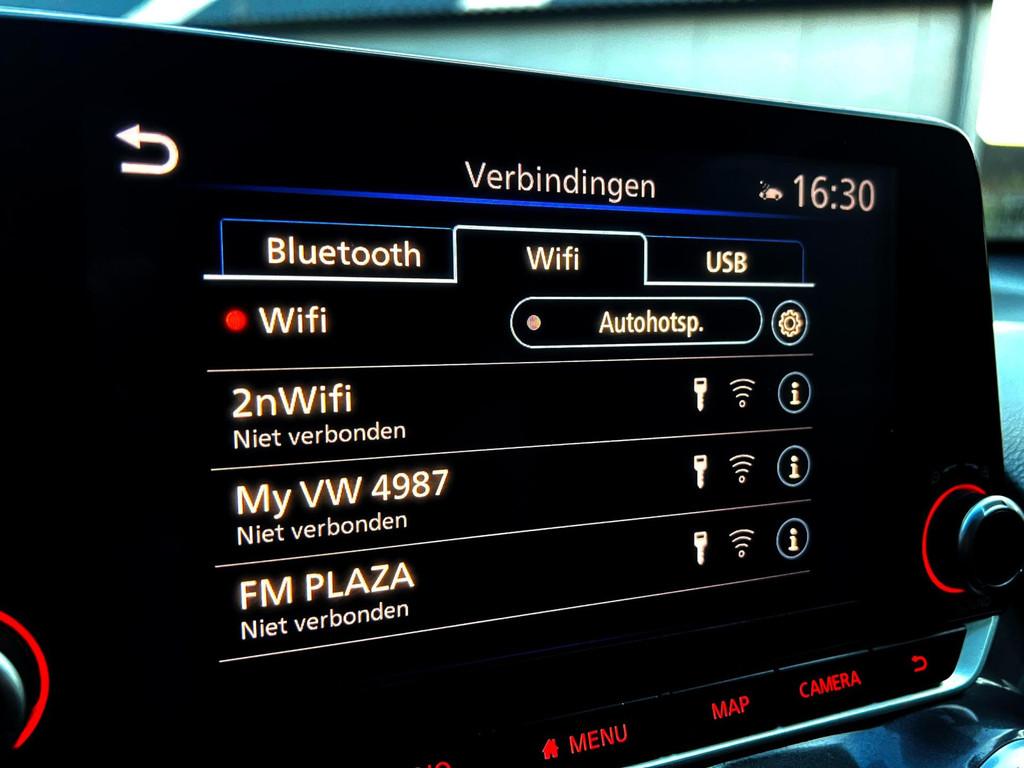 Verbindingen
16:30
Bluetooth Wifi USB
Wifi Autohotsp.
2nWifi
Niet verbonden
My VW 4987
Niet verbonden
FM PLAZA
Niet verbonden
MENU MAP CAMERA